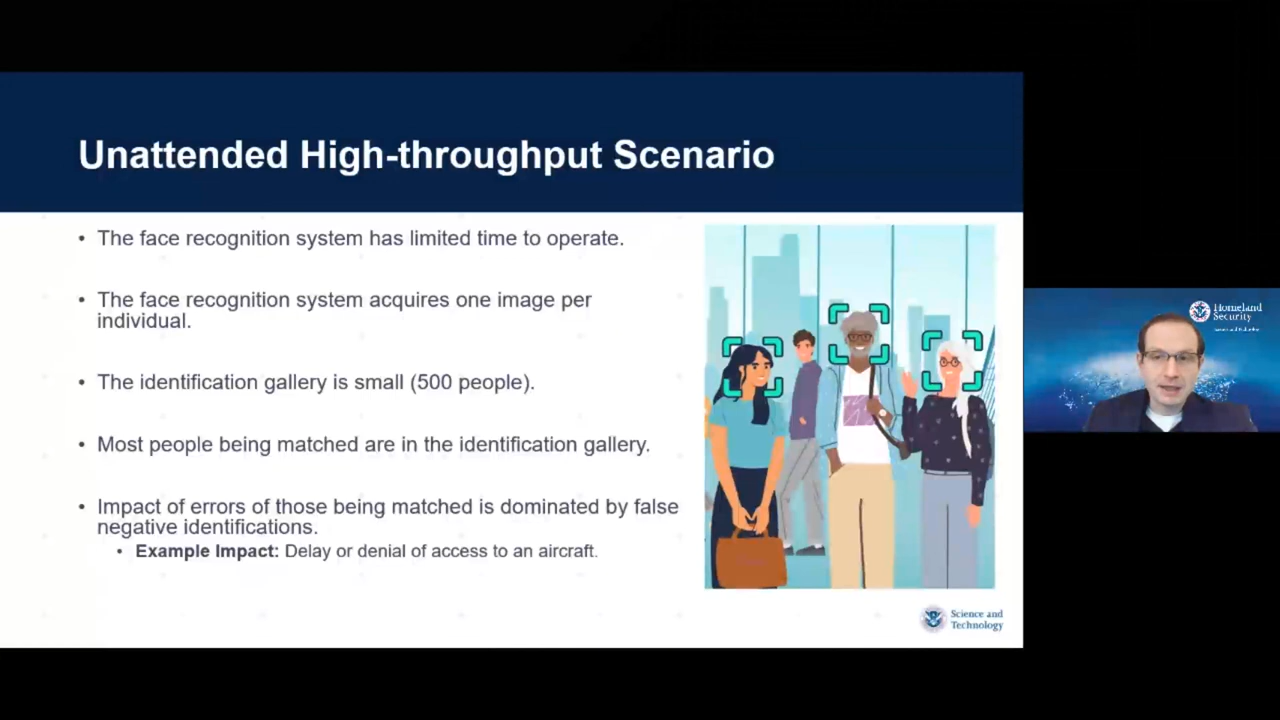 Unattended High-throughput Scenario
• The face recognition system has limited time to operate.
• The face recognition system acquires one image per
individual.
• The identification gallery is small (500 people).
• Most people being matched are in the identification gallery.
• Impact of errors of those being matched is dominated by false
negative identifications.
• Example Impact: Delay or denial of access to an aircraft.
Science and
Technology
Homeland
Security